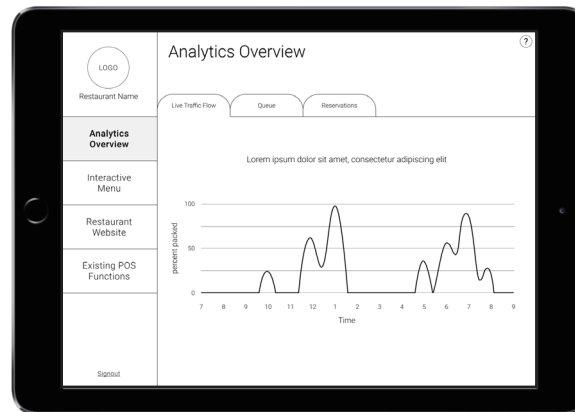 LOGO
Restaurant Name
Analytics
Overview
Interactive
Menu
Restaurant
Website
Existing POS
Functions
Signout
Analytics Overview
?
Live Traffic Flow
Queue
Reservations
Lorem ipsum dolor sit amet, consectetur adipiscing elit
percent packed
100
50
0
7 8 9 10 11 12 1 2 3 4 5 6 7 8 9
Time